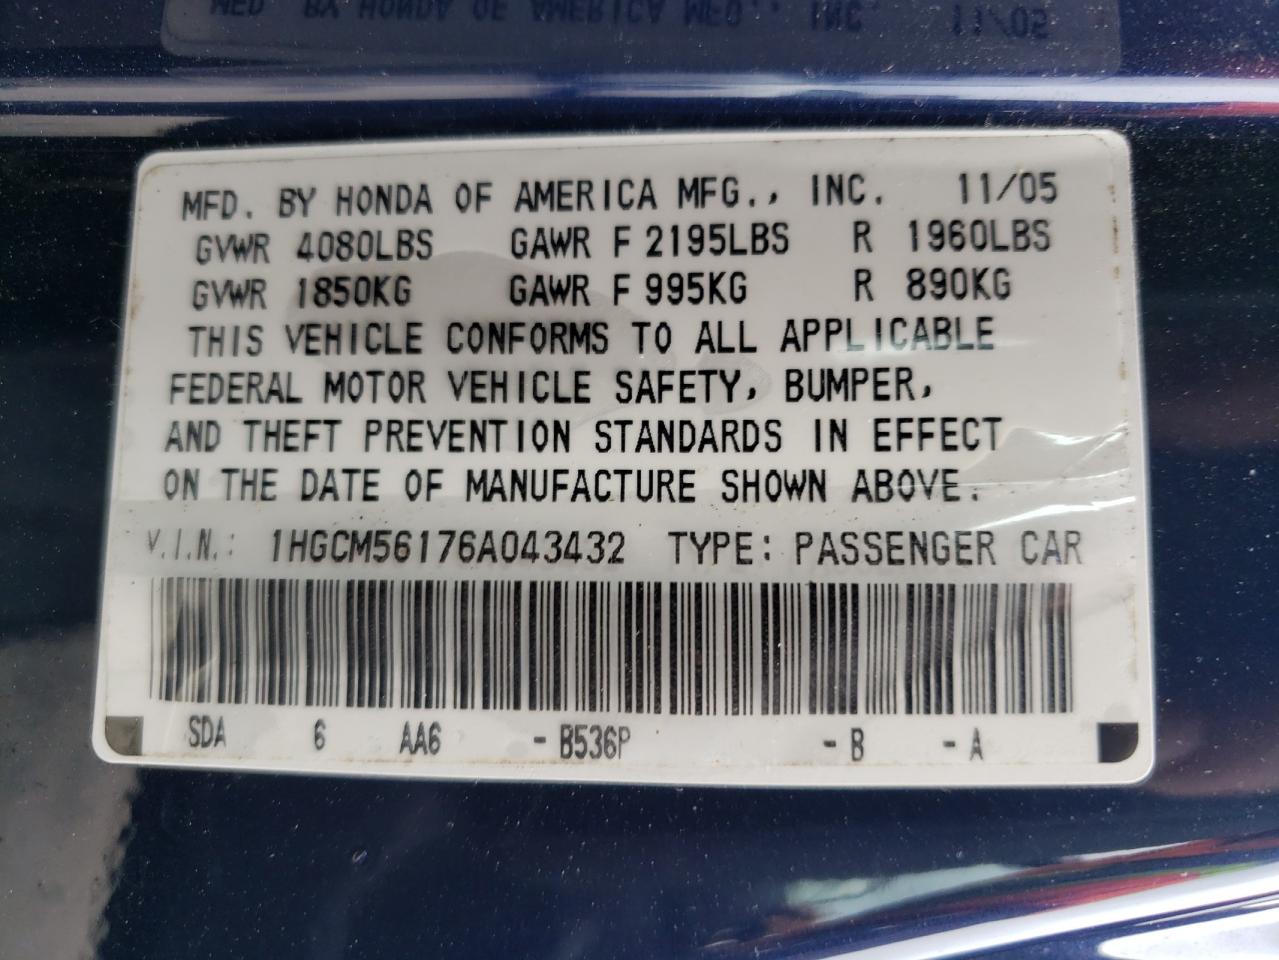 MFD. BY HONDA OF AMERICA MFG., INC. 11/05
GVWR 4080LBS GAWR F 2195LBS R 1960LBS
GVWR 1850KG GAWR F 995KG R 890KG
THIS VEHICLE CONFORMS TO ALL APPLICABLE
FEDERAL MOTOR VEHICLE SAFETY, BUMPER,
AND THEFT PREVENTION STANDARDS IN EFFECT
ON THE DATE OF MANUFACTURE SHOWN ABOVE.
V.I.N.: 1HGCM56176A043432 TYPE: PASSENGER CAR
SDA 6 AA6 - B536P - B - A